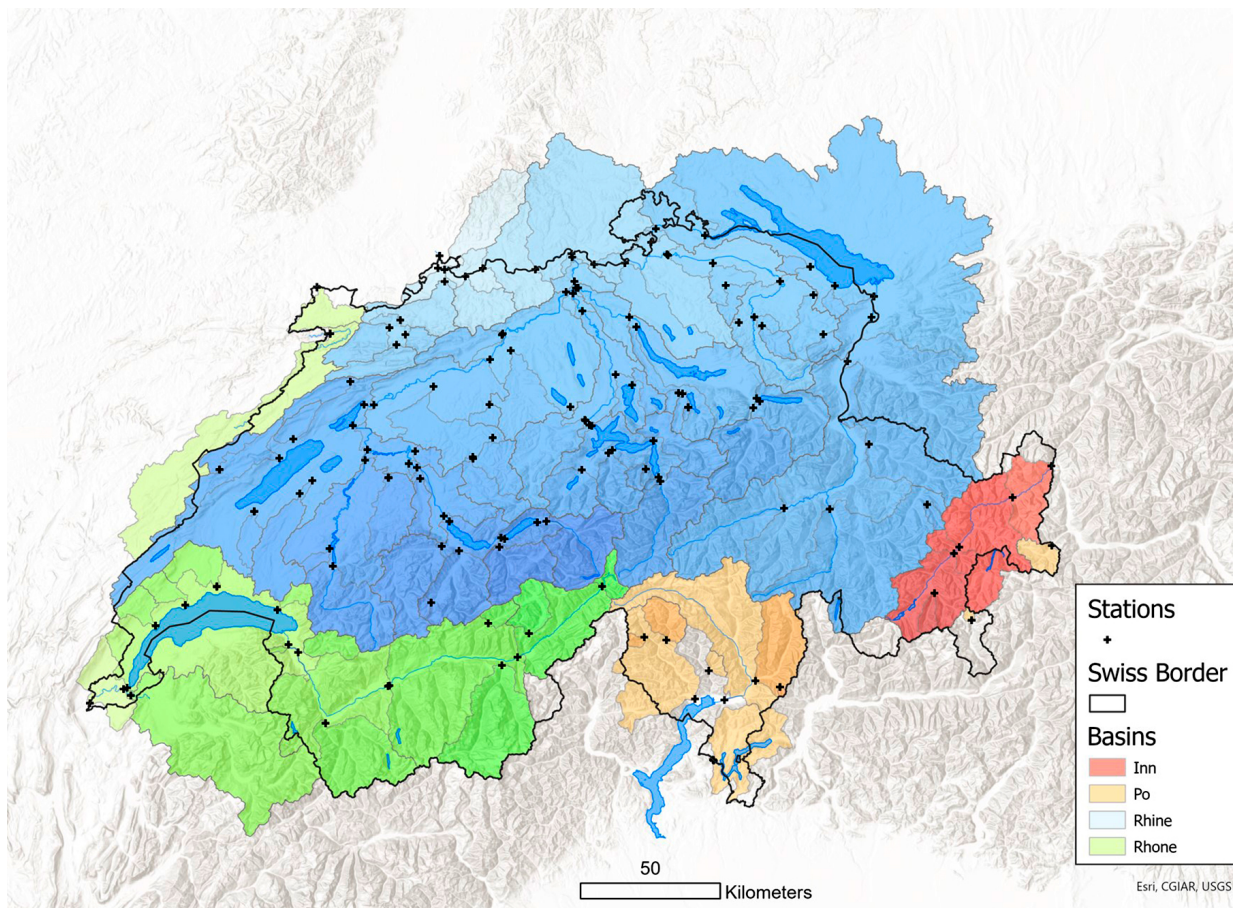 Stations
Swiss Border
Basins
Inn
Po
Rhine
Rhone
50
Kilometers
Esri, CGIAR, USGS